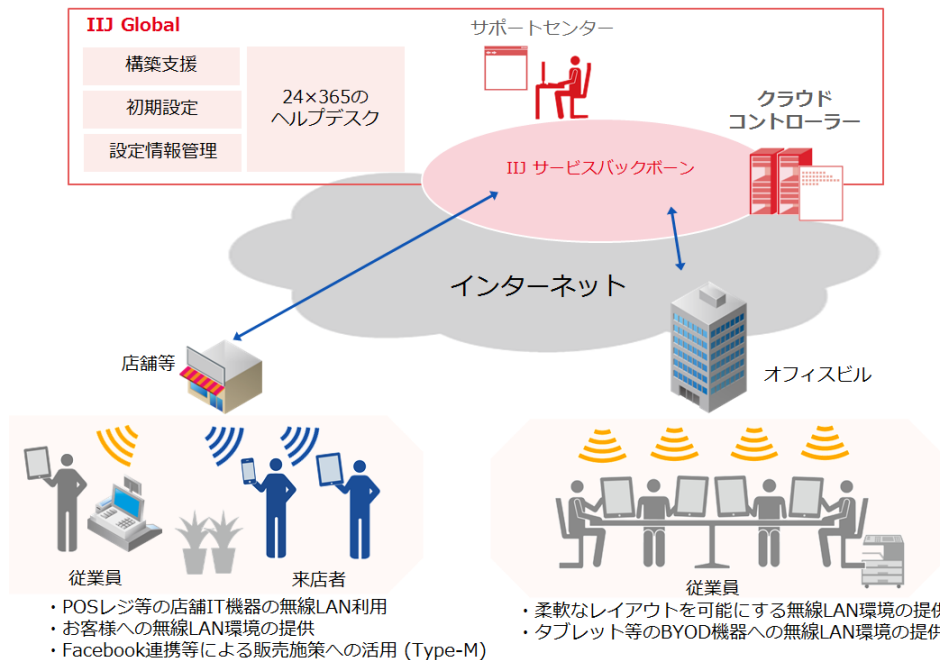 IIJ Global
構築支援
初期設定
設定情報管理
24×365の
ヘルプデスク
サポートセンター
クラウド
コントローラー
IIJ サービスバックボーン
インターネット
店舗等
オフィスビル
従業員
来店者
・POSレジ等の店舗IT機器の無線LAN利用
・お客様への無線LAN環境の提供
・Facebook連携等による販売施策への活用 (Type-M)
従業員
・柔軟なレイアウトを可能にする無線LAN環境の提供
・タブレット等のBYOD機器への無線LAN環境の提供